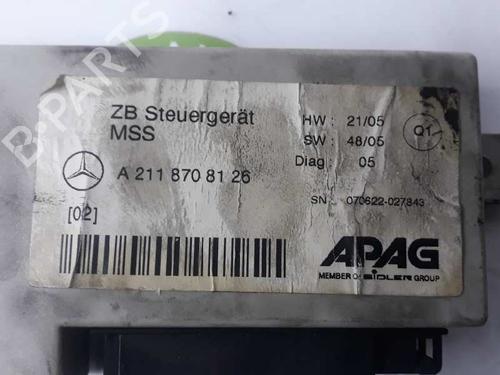 ZB Steuergerät
MSS
HW : 21/05
SW : 48/05
Diag : 05
Q1
A 211 870 81 26
SN: 070622-027843
[02]
APAG
MEMBER OF EIDLER GROUP
B-PARTS